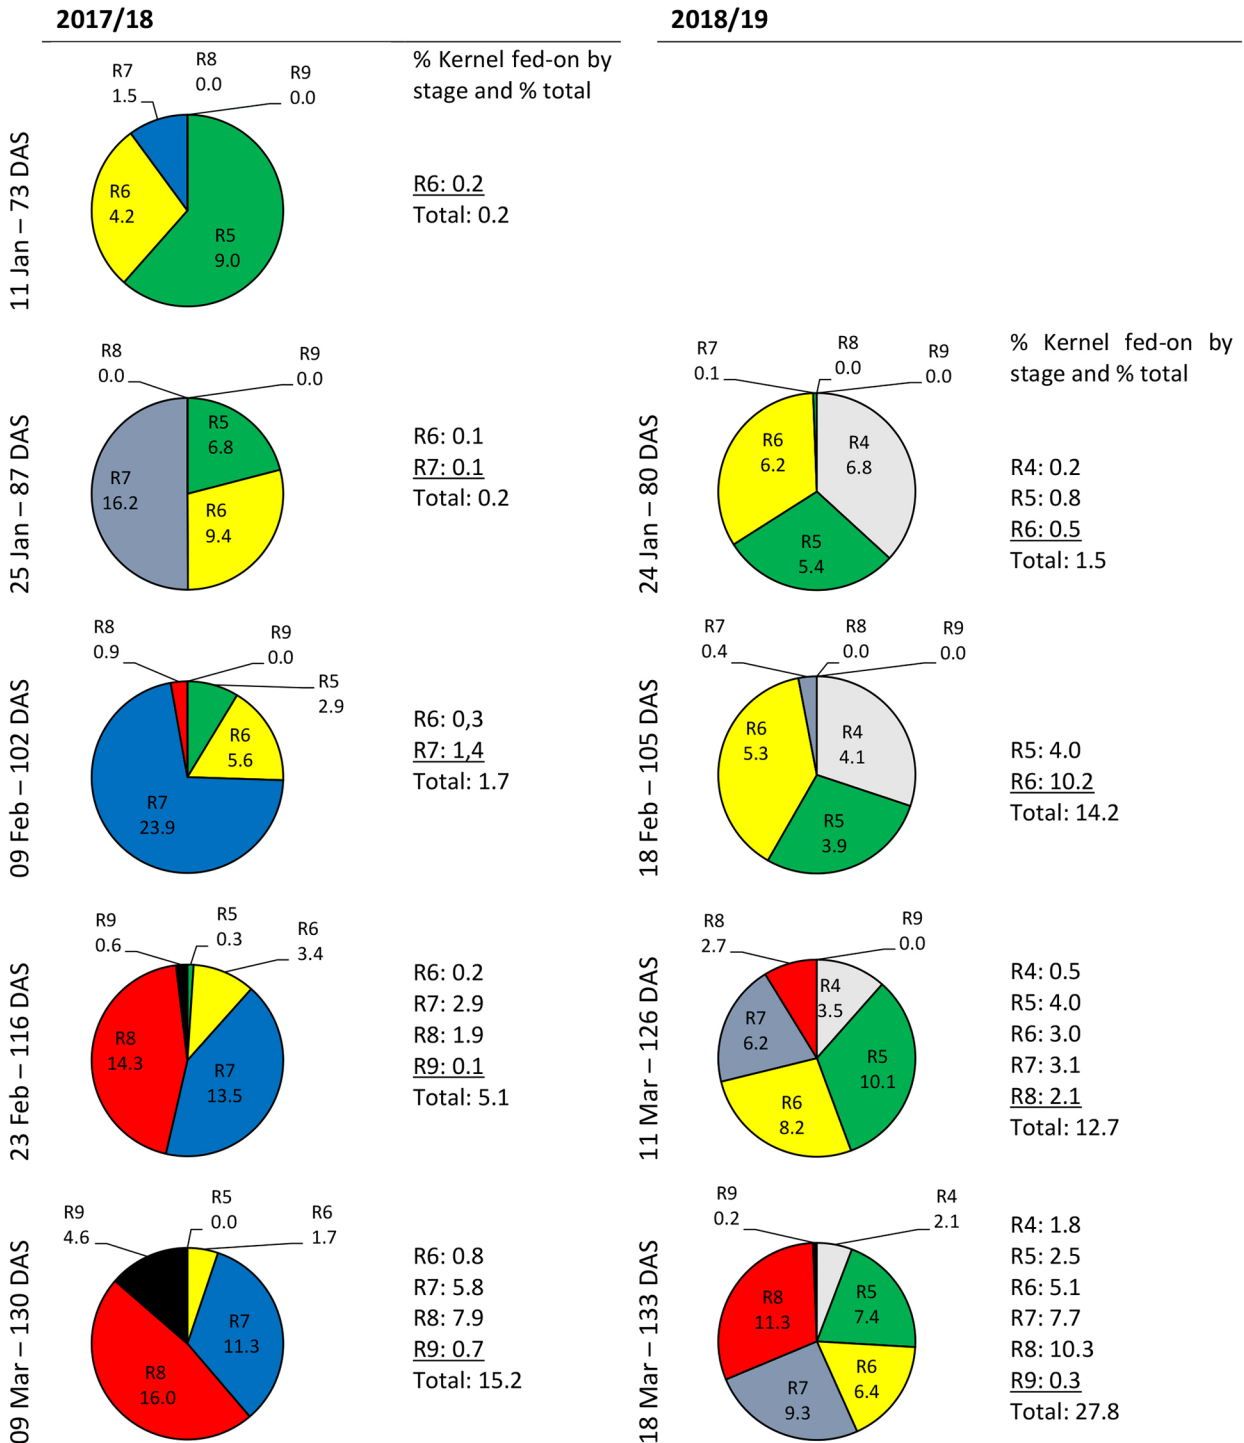 2017/18
2018/19
11 Jan – 73 DAS
R7
1.5
R8
0.0
R9
0.0
R6
4.2
R5
9.0
% Kernel fed-on by
stage and % total
R6: 0.2
Total: 0.2
25 Jan – 87 DAS
R8
0.0
R9
0.0
R5
6.8
R7
16.2
R6
9.4
R6: 0.1
R7: 0.1
Total: 0.2
24 Jan – 80 DAS
R7
0.1
R8
0.0
R9
0.0
R6
6.2
R4
6.8
R5
5.4
% Kernel fed-on by
stage and % total
R4: 0.2
R5: 0.8
R6: 0.5
Total: 1.5
09 Feb – 102 DAS
R8
0.9
R9
0.0
R5
2.9
R6
5.6
R7
23.9
R6: 0,3
R7: 1,4
Total: 1.7
18 Feb – 105 DAS
R7
0.4
R8
0.0
R9
0.0
R6
5.3
R4
4.1
R5
3.9
R5: 4.0
R6: 10.2
Total: 14.2
23 Feb – 116 DAS
R9
0.6
R5
0.3
R6
3.4
R8
14.3
R7
13.5
R6: 0.2
R7: 2.9
R8: 1.9
R9: 0.1
Total: 5.1
11 Mar – 126 DAS
R8
2.7
R9
0.0
R4
3.5
R7
6.2
R5
10.1
R6
8.2
R4: 0.5
R5: 4.0
R6: 3.0
R7: 3.1
R8: 2.1
Total: 12.7
09 Mar – 130 DAS
R9
4.6
R5
0.0
R6
1.7
R7
11.3
R8
16.0
R6: 0.8
R7: 5.8
R8: 7.9
R9: 0.7
Total: 15.2
18 Mar – 133 DAS
R9
0.2
R4
2.1
R8
11.3
R5
7.4
R6
6.4
R7
9.3
R4: 1.8
R5: 2.5
R6: 5.1
R7: 7.7
R8: 10.3
R9: 0.3
Total: 27.8